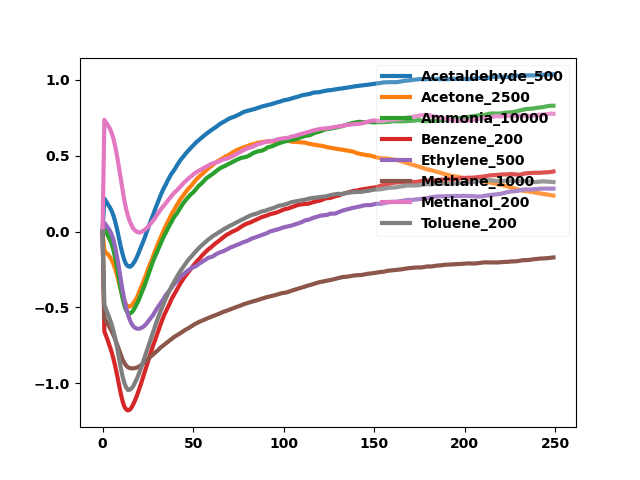 1.0
0.5
0.0
−0.5
−1.0
0
50
100
150
200
250
Acetaldehyde_500
Acetone_2500
Ammonia_10000
Benzene_200
Ethylene_500
Methane_1000
Methanol_200
Toluene_200